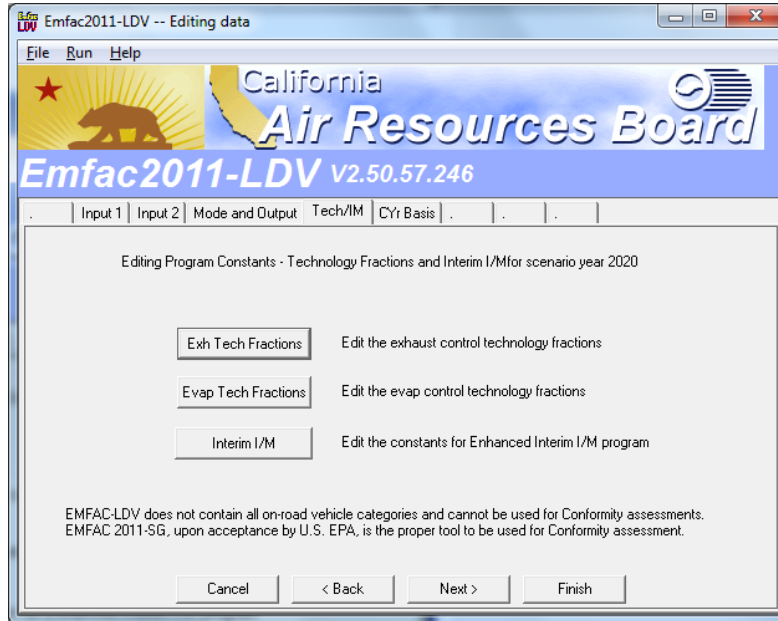 Emfac2011-LDV -- Editing data
File Run Help
California
Air Resources Board
Emfac2011-LDV V2.50.57.246
. Input 1 Input 2 Mode and Output Tech/IM CYr Basis . . .
Editing Program Constants - Technology Fractions and Interim I/Mfor scenario year 2020
Exh Tech Fractions Edit the exhaust control technology fractions
Evap Tech Fractions Edit the evap control technology fractions
Interim I/M Edit the constants for Enhanced Interim I/M program
EMFAC-LDV does not contain all on-road vehicle categories and cannot be used for Conformity assessments.
EMFAC 2011-SG, upon acceptance by U.S. EPA, is the proper tool to be used for Conformity assessment.
Cancel < Back Next > Finish